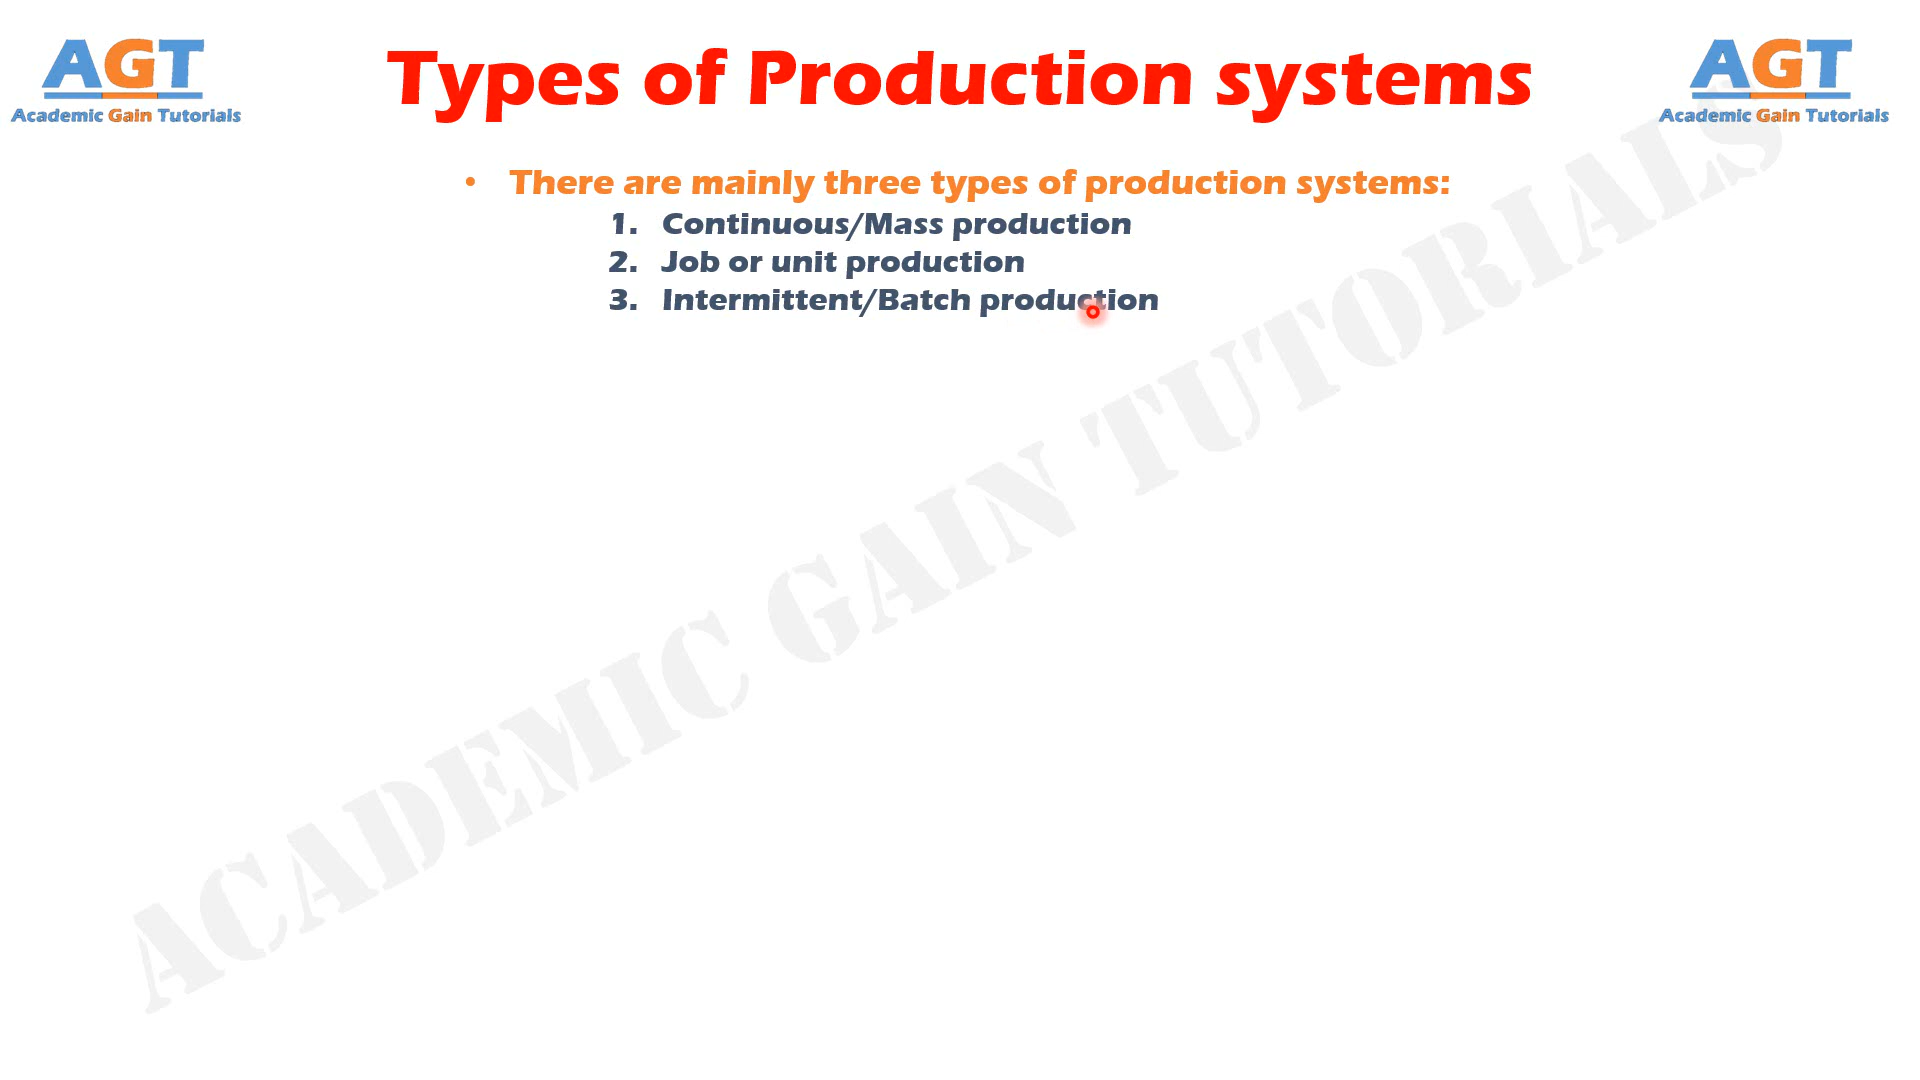 AGT
Academic Gain Tutorials
Types of Production systems
AGT
Academic Gain Tutorials
• There are mainly three types of production systems:
1. Continuous/Mass production
2. Job or unit production
3. Intermittent/Batch production
ACADEMIC GAIN TUTORIALS